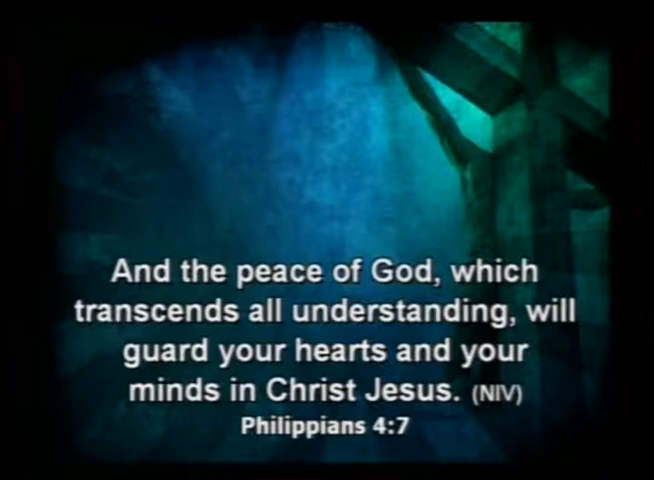 And the peace of God, which
transcends all understanding, will
guard your hearts and your
minds in Christ Jesus. (NIV)
Philippians 4:7